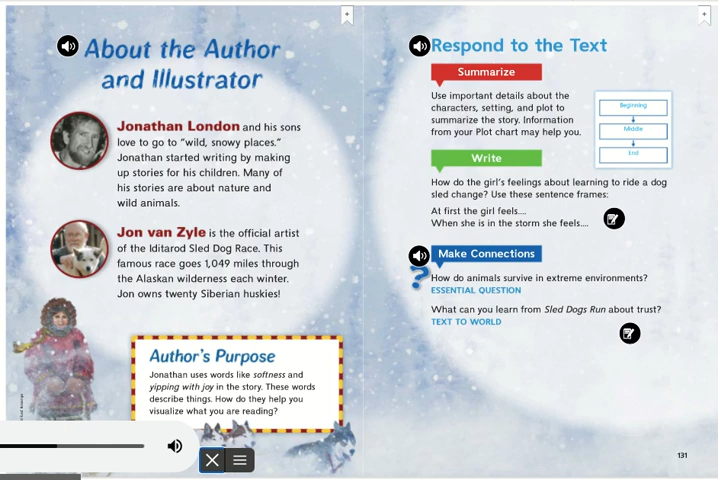 About the Author
and Illustrator
Jonathan London and his sons
love to go to "wild, snowy places."
Jonathan started writing by making
up stories for his children. Many of
his stories are about nature and
wild animals.
Jon van Zyle is the official artist
of the Iditarod Sled Dog Race. This
famous race goes 1,049 miles through
the Alaskan wilderness each winter.
Jon owns twenty Siberian huskies!
Author's Purpose
Jonathan uses words like softness and
yipping with joy in the story. These words
describe things. How do they help you
visualize what you are reading?
Respond to the Text
Summarize
Use important details about the
characters, setting, and plot to
summarize the story. Information
from your Plot chart may help you.
Beginning
Middle
End
Write
How do the girl's feelings about learning to ride a dog
sled change? Use these sentence frames:
At first the girl feels....
When she is in the storm she feels....
Make Connections
?
How do animals survive in extreme environments?
ESSENTIAL QUESTION
What can you learn from Sled Dogs Run about trust?
TEXT TO WORLD
131